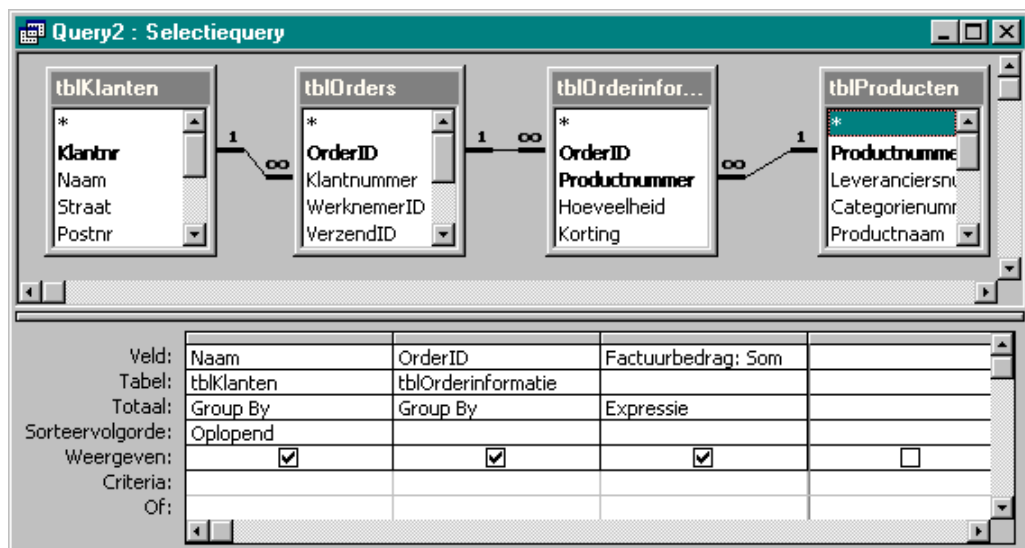 Query2 : Selectiequery
tblKlanten
*
Klantnr
Naam
Straat
Postnr
1
∞
tblOrders
*
OrderID
Klantnummer
WerknemerID
VerzendID
1
∞
tblOrderinfor...
*
OrderID
Productnummer
Hoeveelheid
Korting
∞
1
tblProducten
*
Productnumme
Leveranciersnu
Categorienumr
Productnaam
Veld: Naam OrderID Factuurbedrag: Som
Tabel: tblKlanten tblOrderinformatie
Totaal: Group By Group By Expressie
Sorteervolgorde: Oplopend
Weergeven:
Criteria:
Of: